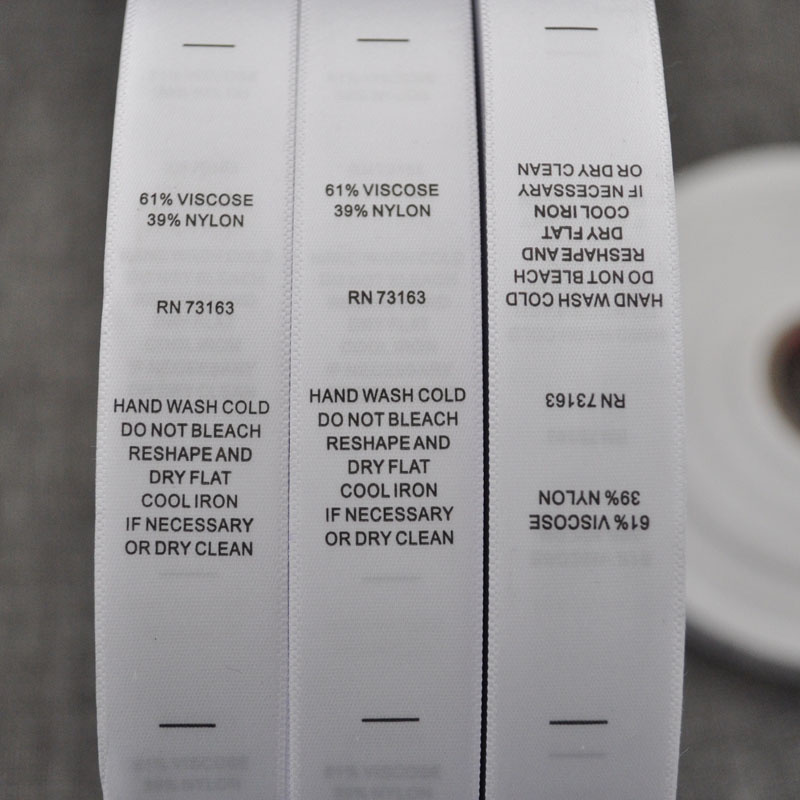 61% VISCOSE
39% NYLON
RN 73163
HAND WASH COLD
DO NOT BLEACH
RESHAPE AND
DRY FLAT
COOL IRON
IF NECESSARY
OR DRY CLEAN
61% VISCOSE
39% NYLON
RN 73163
HAND WASH COLD
DO NOT BLEACH
RESHAPE AND
DRY FLAT
COOL IRON
IF NECESSARY
OR DRY CLEAN
61% VISCOSE
39% NYLON
RN 73163
HAND WASH COLD
DO NOT BLEACH
RESHAPE AND
DRY FLAT
COOL IRON
IF NECESSARY
OR DRY CLEAN